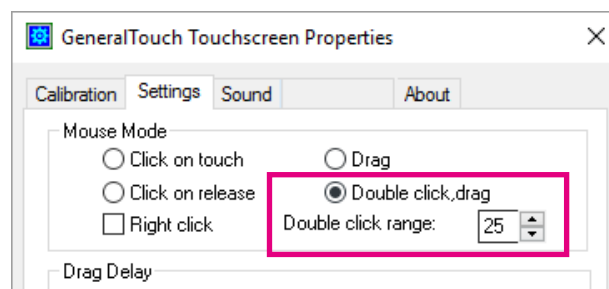 GeneralTouch Touchscreen Properties
Calibration Settings Sound About
Mouse Mode
Click on touch Drag
Click on release Double click,drag
Right click Double click range: 25
Drag Delay